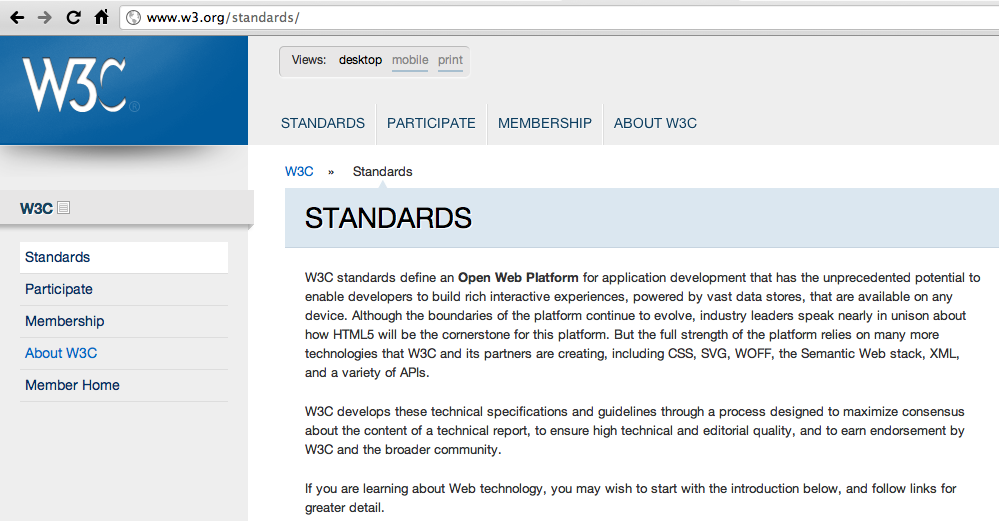 www.w3.org/standards/
W3C®
Views: desktop mobile print
STANDARDS PARTICIPATE MEMBERSHIP ABOUT W3C
W3C » Standards
W3C
Standards
Participate
Membership
About W3C
Member Home
STANDARDS
W3C standards define an Open Web Platform for application development that has the unprecedented potential to
enable developers to build rich interactive experiences, powered by vast data stores, that are available on any
device. Although the boundaries of the platform continue to evolve, industry leaders speak nearly in unison about
how HTML5 will be the cornerstone for this platform. But the full strength of the platform relies on many more
technologies that W3C and its partners are creating, including CSS, SVG, WOFF, the Semantic Web stack, XML,
and a variety of APIs.
W3C develops these technical specifications and guidelines through a process designed to maximize consensus
about the content of a technical report, to ensure high technical and editorial quality, and to earn endorsement by
W3C and the broader community.
If you are learning about Web technology, you may wish to start with the introduction below, and follow links for
greater detail.